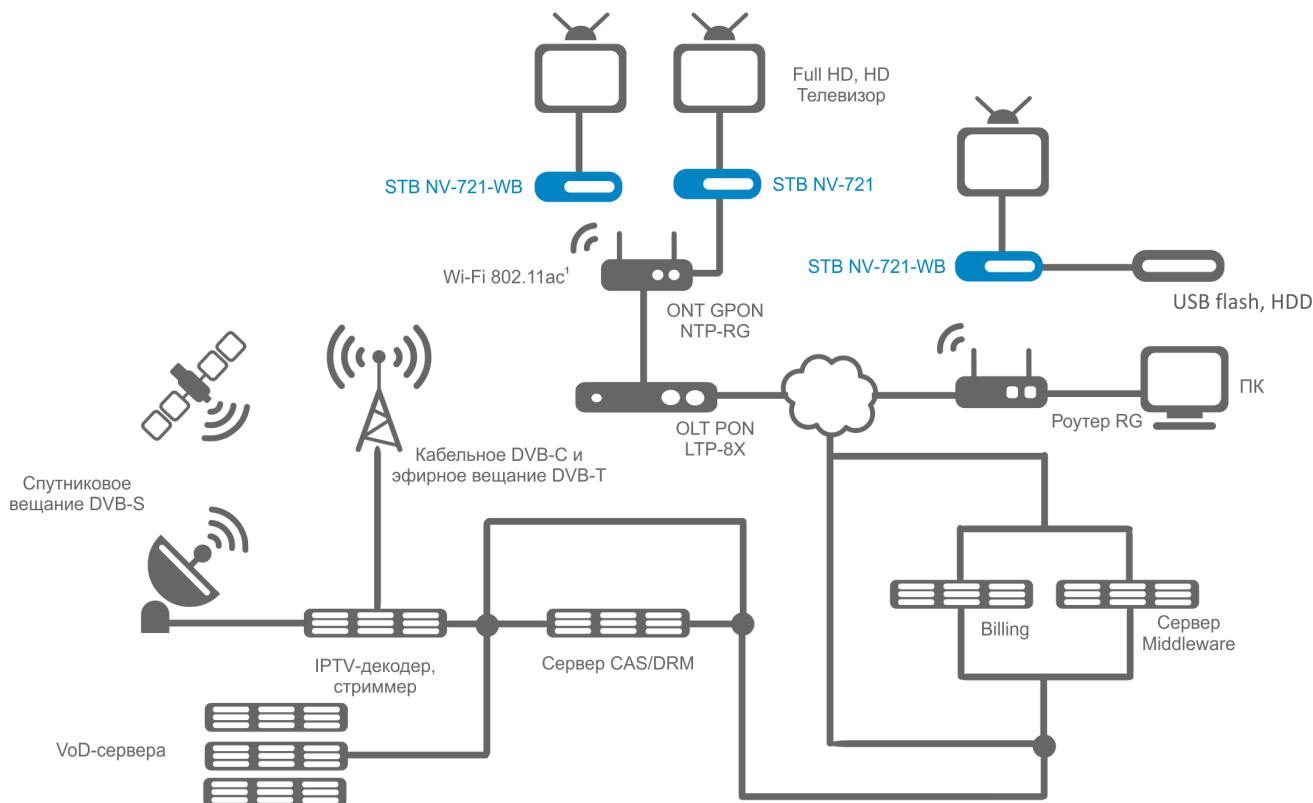 Full HD, HD
Телевизор
STB NV-721-WB
STB NV-721
STB NV-721-WB
Wi-Fi 802.11ac¹
USB flash, HDD
ONT GPON
NTP-RG
ПК
Роутер RG
OLT PON
LTP-8X
Кабельное DVB-C и
эфирное вещание DVB-T
Спутниковое
вещание DVB-S
Billing
Сервер
Middleware
IPTV-декодер,
стриммер
Сервер CAS/DRM
VoD-сервера